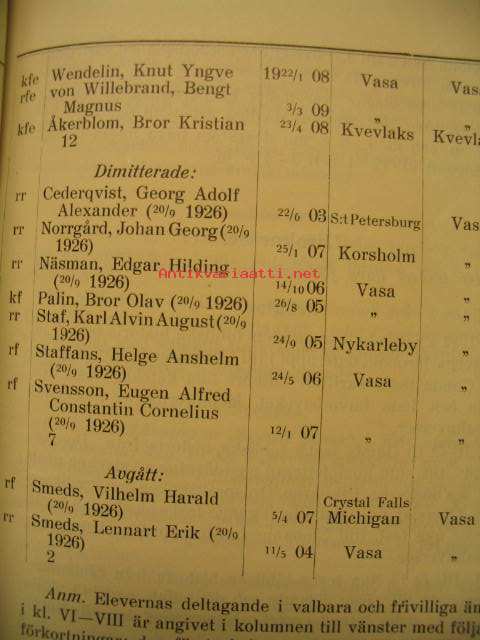 kfe Wendelin, Knut Yngve 19 22/1 08 Vasa Vasa
rfe von Willebrand, Bengt
Magnus 3/3 09 „ „
kfe Åkerblom, Bror Kristian 23/4 08 Kvevlaks Kvevla
12
Dimitterade:
rr Cederqvist, Georg Adolf
Alexander (20/9 1926) 22/6 03 S:t Petersburg Vas
rr Norrgård, Johan Georg (20/9
1926) 25/1 07 Korsholm „
rr Näsman, Edgar Hilding
(20/9 1926) 14/10 06 Vasa „
kf Palin, Bror Olav (20/9 1926) 26/8 05 „ „
rr Staf, Karl Alvin August (20/9
1926) 24/9 05 Nykarleby „
rf Staffans, Helge Anshelm
(20/9 1926) 24/5 06 Vasa „
rf Svensson, Eugen Alfred
Constantin Cornelius
(20/9 1926) 12/1 07 „ „
7
Avgått:
rf Smeds, Vilhelm Harald
(20/9 1926) 5/4 07 Crystal Falls Michigan Vasa
rr Smeds, Lennart Erik (20/9
1926) 11/5 04 Vasa „
2
Anm. Elevernas deltagande i valbara och frivilliga äm
i kl. VI–VIII är angivet i kolumnen till vänster med följa
förkortningar:
Antikvariaatti.net